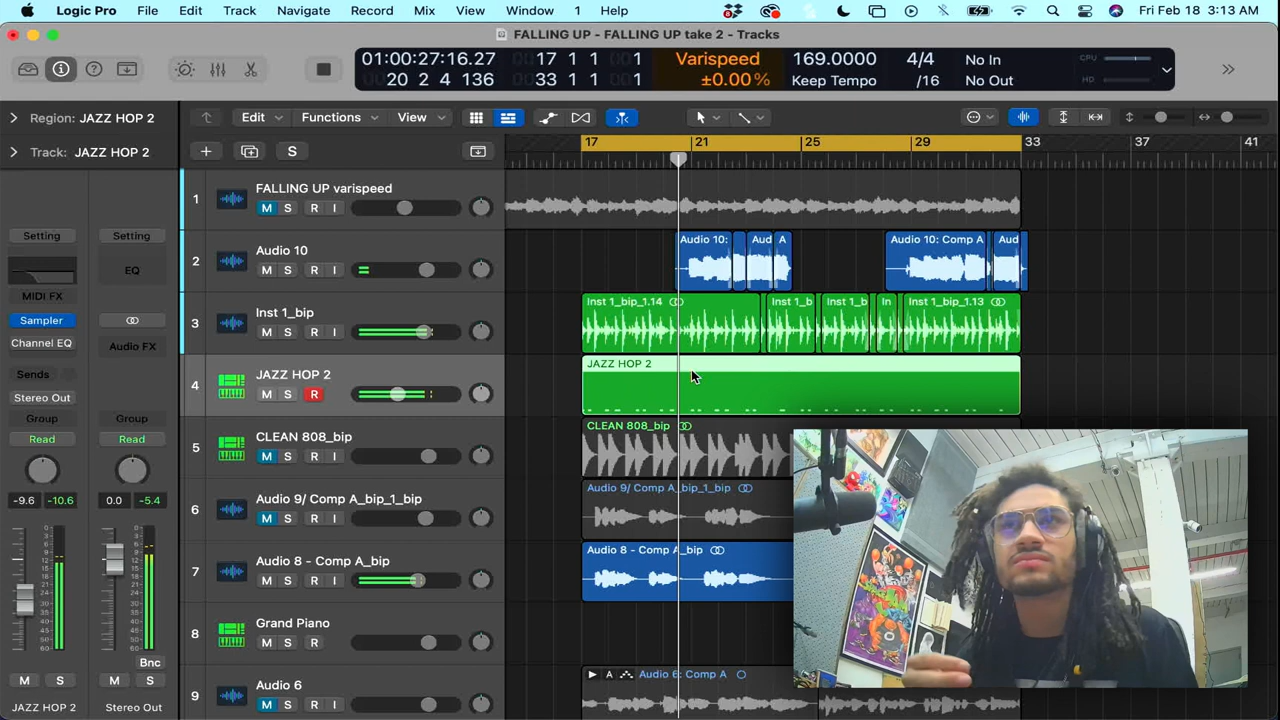 Logic Pro File Edit Track Navigate Record Mix View Window 1 Help Fri Feb 18 3:13 AM
FALLING UP - FALLING UP take 2 - Tracks
01:00:27:16.27 17 1 1 1 Varispeed 169.0000 4/4 No In CPU
20 2 4 136 33 1 1 1 ±0.00% Keep Tempo /16 No Out HD
Region: JAZZ HOP 2 Edit Functions View
Track: JAZZ HOP 2 S 17 21 25 29 33 37 41
1 FALLING UP varispeed
M S R I
Setting Setting
EQ
MIDI FX
Sampler
Channel EQ Audio FX
Sends
Stereo Out
Group Group
Read Read
-9.6 -10.6 0.0 -5.4
Bnc
M S M S
JAZZ HOP 2 Stereo Out
2 Audio 10
M S R I
Audio 10: Aud A Audio 10: Comp A Aud
3 Inst 1_bip
M S R I
Inst 1_bip_1.14 Inst 1_b Inst 1_b In Inst 1_bip_1.13
4 JAZZ HOP 2
M S R I
JAZZ HOP 2
5 CLEAN 808_bip
M S R I
CLEAN 808_bip
6 Audio 9/ Comp A_bip_1_bip
M S R I
Audio 9/ Comp A_bip_1_bip
7 Audio 8 - Comp A_bip
M S R I
Audio 8 - Comp A_bip
8 Grand Piano
M S R
9 Audio 6
M S R I
A Audio 6: Comp A